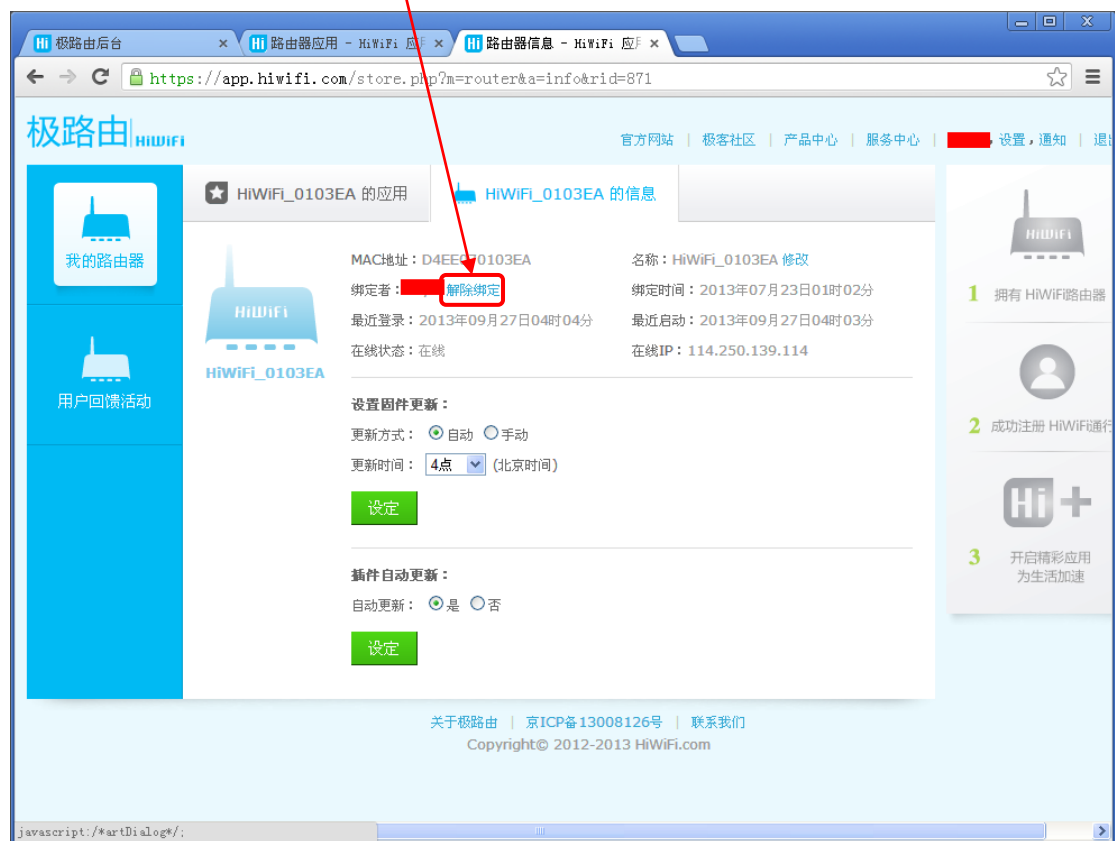 极路由后台
路由器应用 - HiWiFi 应
路由器信息 - HiWiFi 应
https://app.hiwifi.com/store.php?m=router&a=info&rid=871
极路由 HiWiFi
官方网站 | 极客社区 | 产品中心 | 服务中心 | , 设置, 通知 | 退
HiWiFi_0103EA 的应用
HiWiFi_0103EA 的信息
我的路由器
用户回馈活动
HiWiFi
HiWiFi_0103EA
MAC地址：D4EE070103EA
名称：HiWiFi_0103EA 修改
绑定者： 解除绑定
绑定时间：2013年07月23日01时02分
最近登录：2013年09月27日04时04分
最近启动：2013年09月27日04时03分
在线状态：在线
在线IP：114.250.139.114
设置固件更新：
更新方式： 自动 手动
更新时间： 4点 (北京时间)
设定
插件自动更新：
自动更新： 是 否
设定
HiWiFi
1 拥有 HiWiFi路由器
2 成功注册 HiWiFi通行
Hi+
3 开启精彩应用
为生活加速
关于极路由 | 京ICP备13008126号 | 联系我们
Copyright© 2012-2013 HiWiFi.com
javascript:/*artDialog*/;